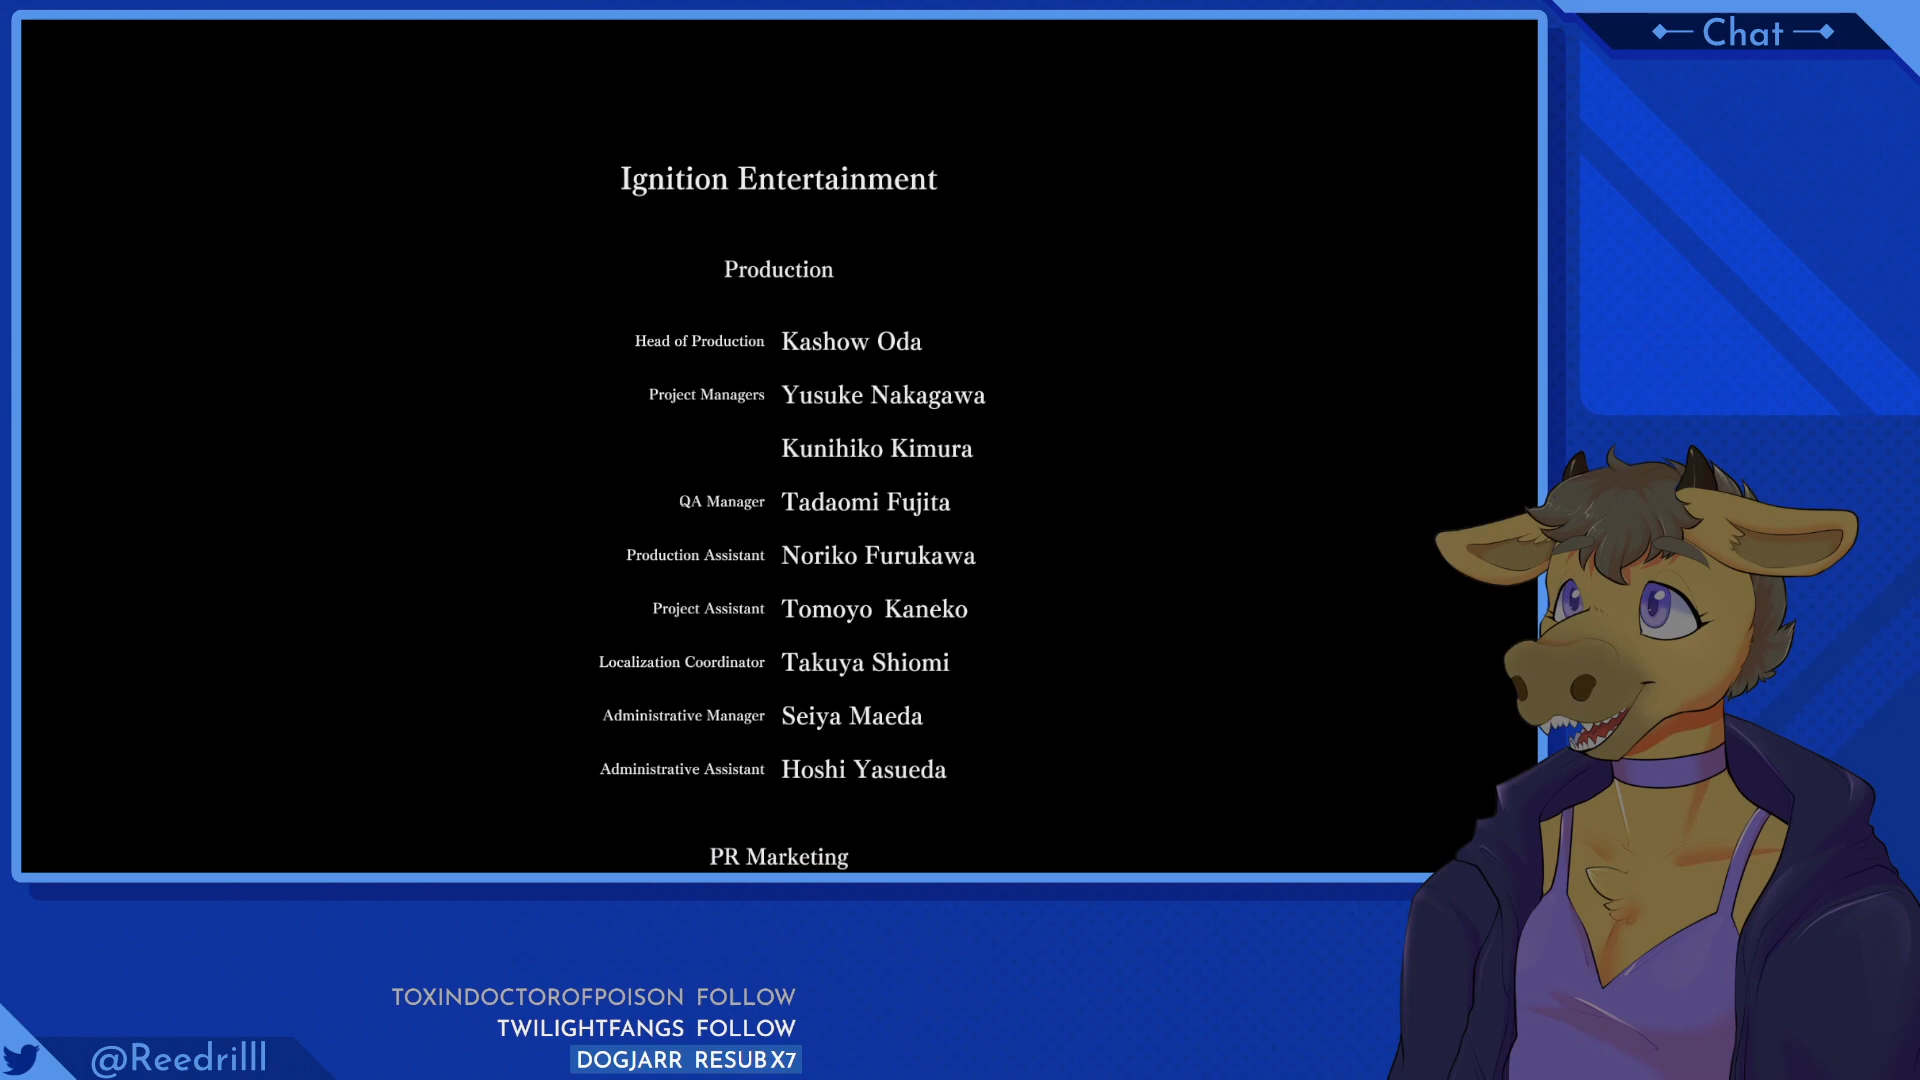 Chat
Ignition Entertainment
Production
Head of Production Kashow Oda
Project Managers Yusuke Nakagawa
Kunihiko Kimura
QA Manager Tadaomi Fujita
Production Assistant Noriko Furukawa
Project Assistant Tomoyo Kaneko
Localization Coordinator Takuya Shiomi
Administrative Manager Seiya Maeda
Administrative Assistant Hoshi Yasueda
PR Marketing
TOXINDOCTOROFPOISON FOLLOW
TWILIGHTFANGS FOLLOW
DOGJARR RESUB X7
@Reedrilll